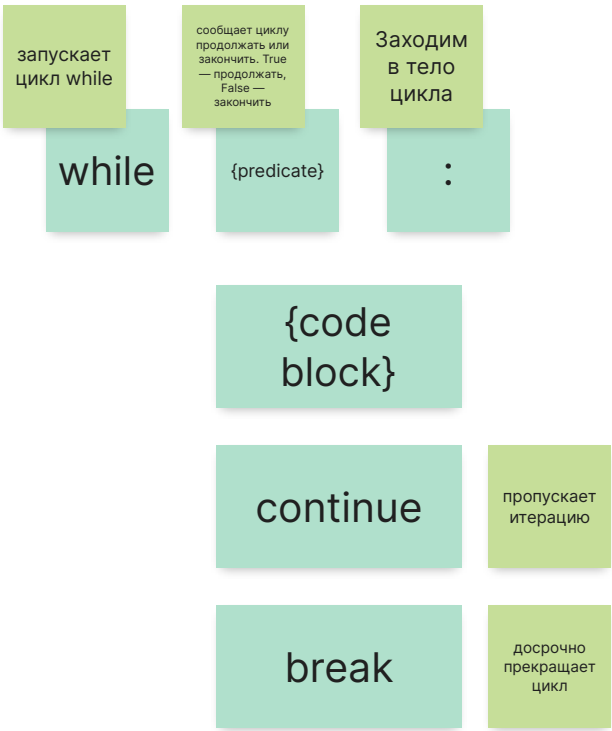 запускает
цикл while
сообщает циклу
продолжать или
закончить. True
— продолжать,
False —
закончить
Заходим
в тело
цикла
while
{predicate}
:
{code
block}
continue
пропускает
итерацию
break
досрочно
прекращает
цикл